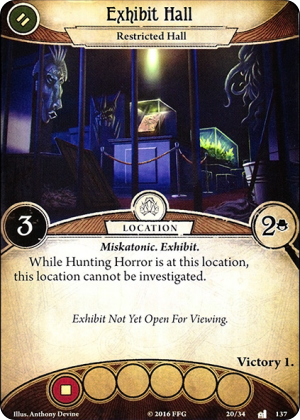 Exhibit Hall
Restricted Hall
3
LOCATION
2
Miskatonic. Exhibit.
While Hunting Horror is at this location,
this location cannot be investigated.
Exhibit Not Yet Open For Viewing.
Victory 1.
Illus. Anthony Devine
© 2016 FFG
20/34
137